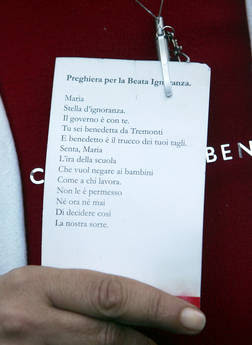 Preghiera per la Beata Ignoranza.
Maria
Stella d'ignoranza.
Il governo è con te.
Tu sei benedetta da Tremonti
E benedetto è il trucco dei tuoi tagli.
Senta, Maria
L'ira della scuola
Che vuol negare ai bambini
Come a chi lavora.
Non le è permesso
Né ora né mai
Di decidere così
La nostra sorte.
C
BEN